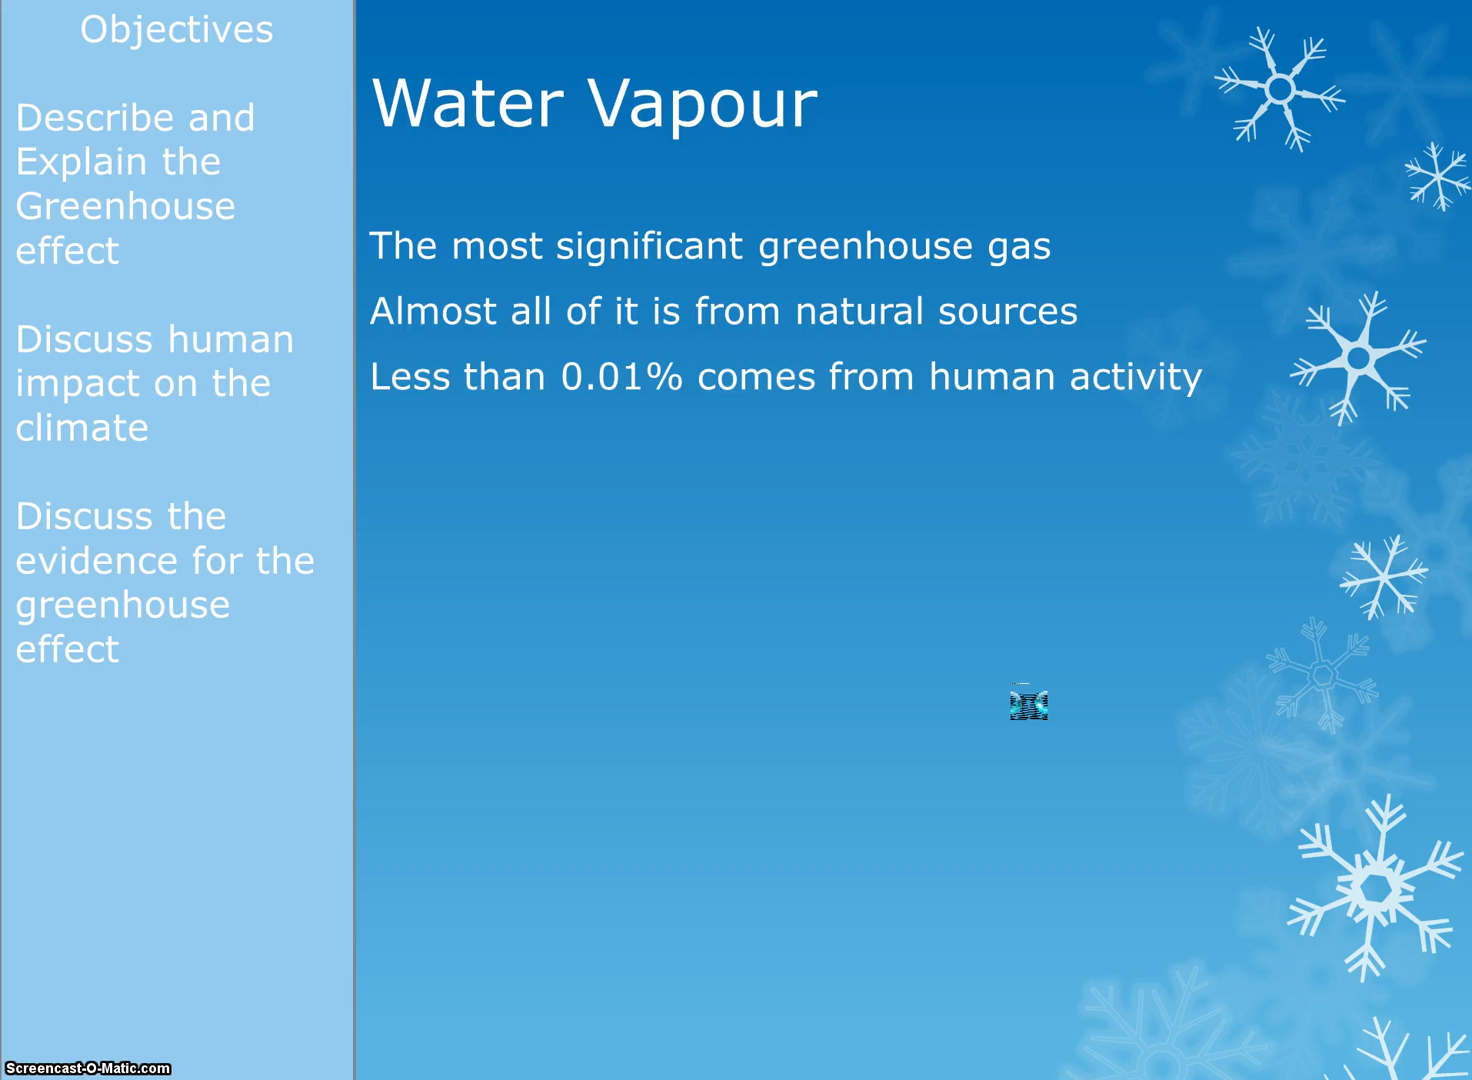 Objectives
Describe and
Explain the
Greenhouse
effect
Discuss human
impact on the
climate
Discuss the
evidence for the
greenhouse
effect
Water Vapour
The most significant greenhouse gas
Almost all of it is from natural sources
Less than 0.01% comes from human activity
Screencast-O-Matic.com